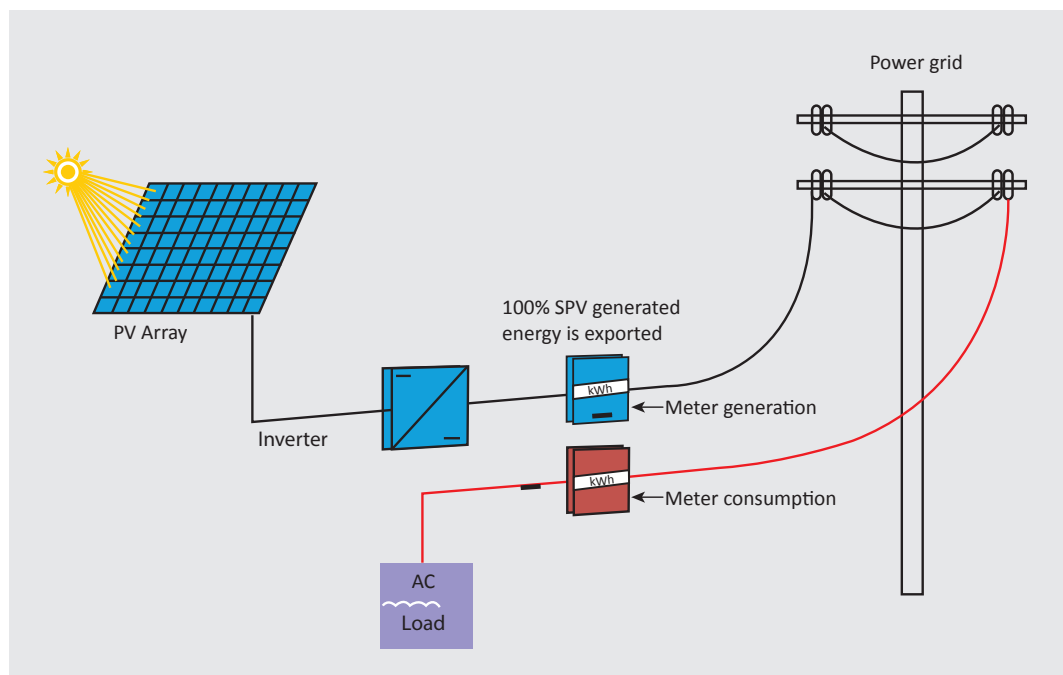 Power grid
PV Array
100% SPV generated
energy is exported
kWh
Meter generation
Inverter
kWh
Meter consumption
AC
Load